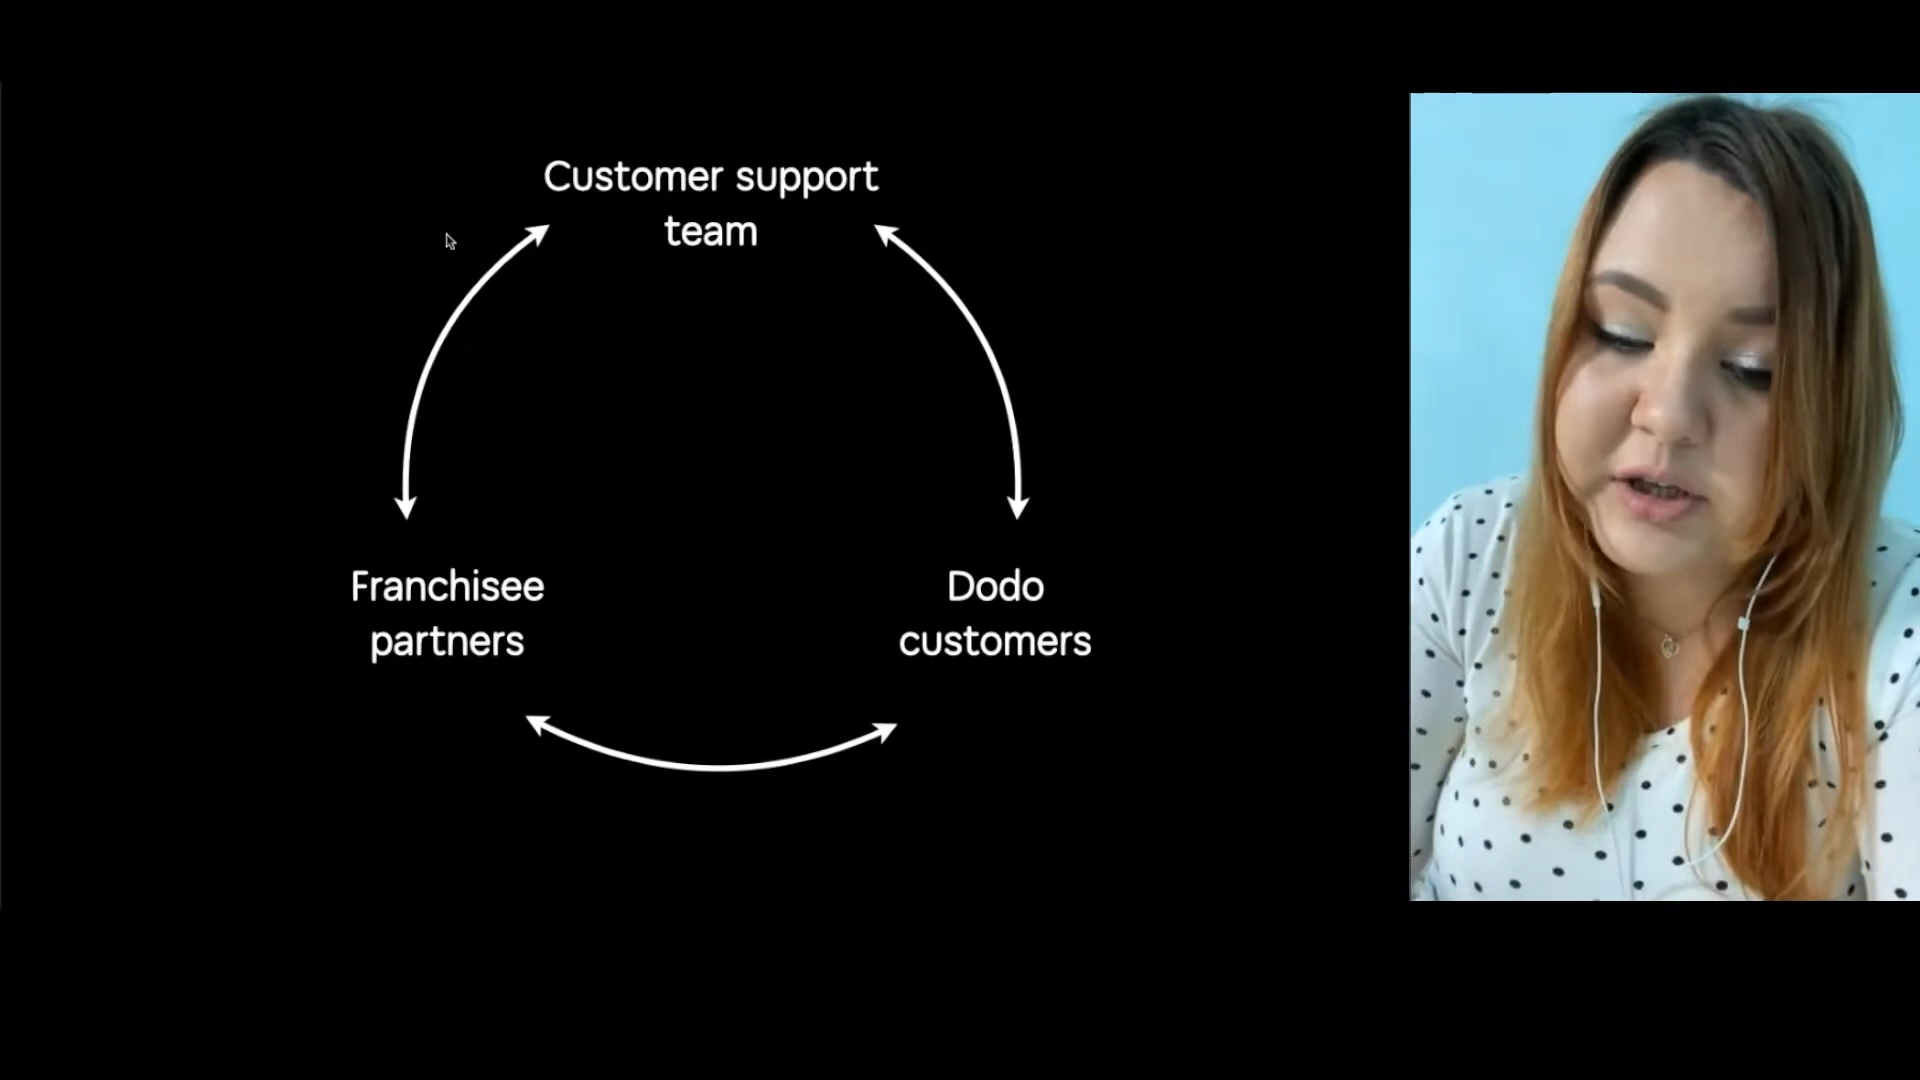 Customer support
team
Franchisee
partners
Dodo
customers